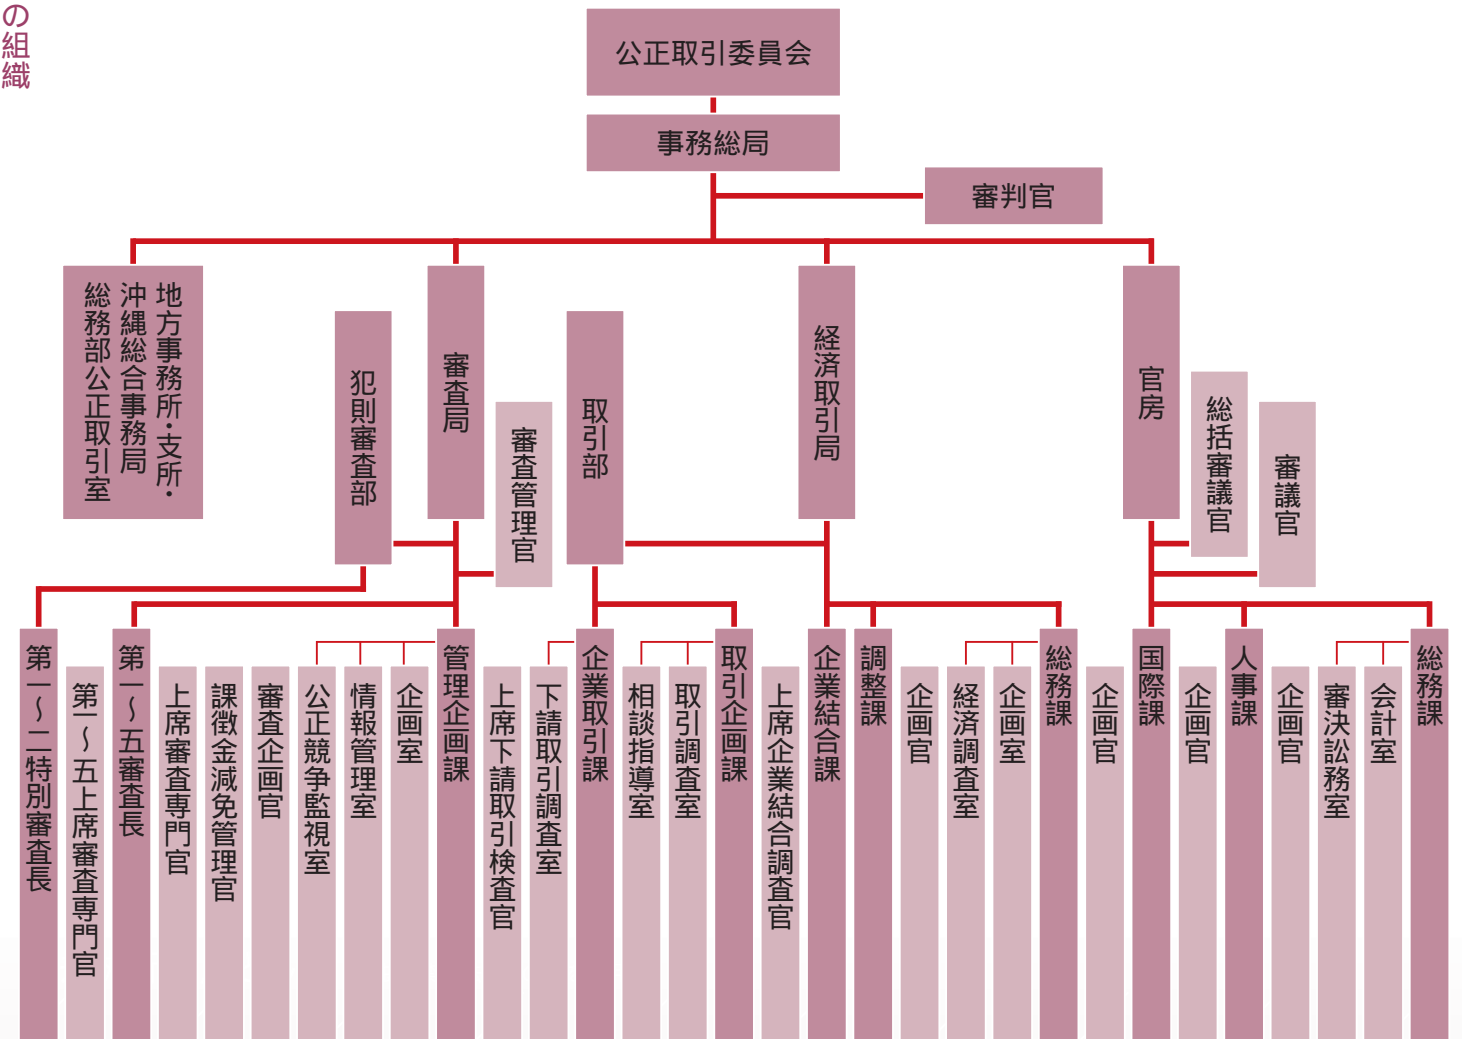 の組織
公正取引委員会
事務総局
審判官
官房
総括審議官
審議官
経済取引局
取引部
審査局
審査管理官
犯則審査部
地方事務所・支所・
沖縄総合事務局
総務部公正取引室
総務課
会計室
審決訟務室
企画官
人事課
企画官
国際課
企画官
総務課
企画室
経済調査室
企画官
調整課
企業結合課
上席企業結合調査官
取引企画課
取引調査室
相談指導室
企業取引課
下請取引調査室
上席下請取引検査官
管理企画課
企画室
情報管理室
公正競争監視室
審査企画官
課徴金減免管理官
上席審査専門官
第一～五審査長
第一～五上席審査専門官
第一～二特別審査長